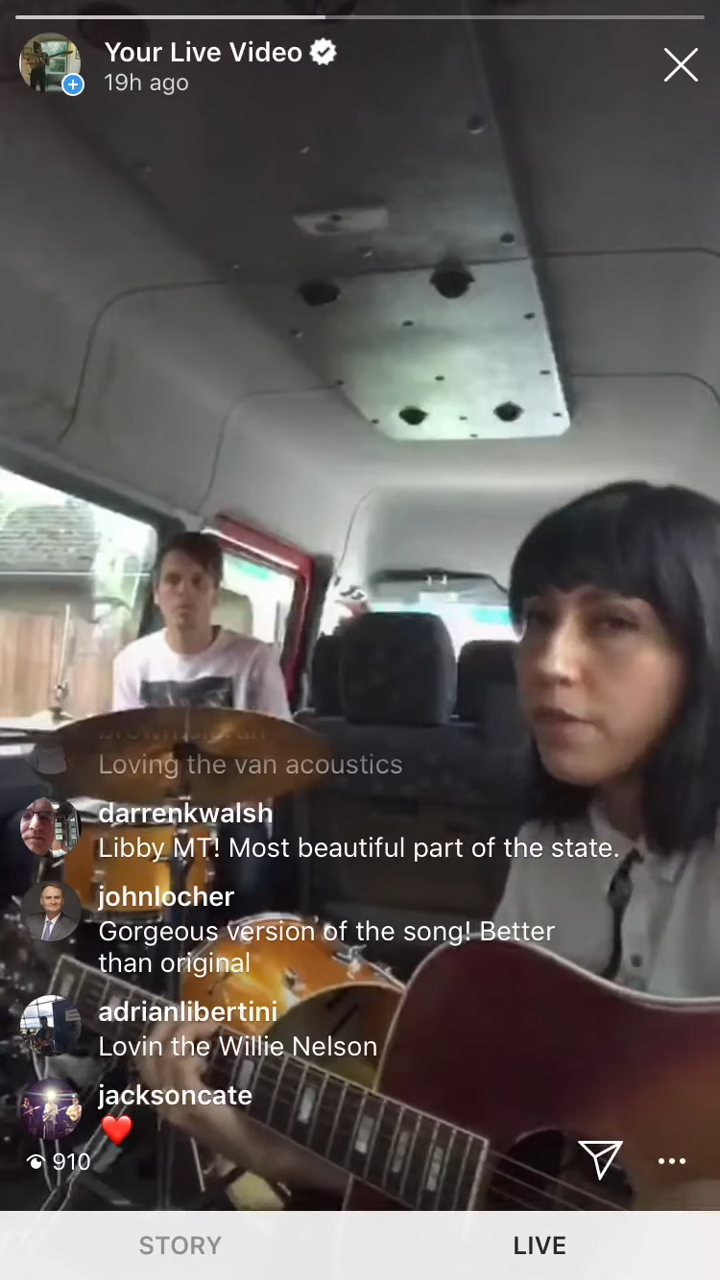 Your Live Video
19h ago
Loving the van acoustics
darrenkwalsh
Libby MT! Most beautiful part of the state.
johnlocher
Gorgeous version of the song! Better
than original
adrianlibertini
Lovin the Willie Nelson
jacksoncate
❤️
910
STORY
LIVE